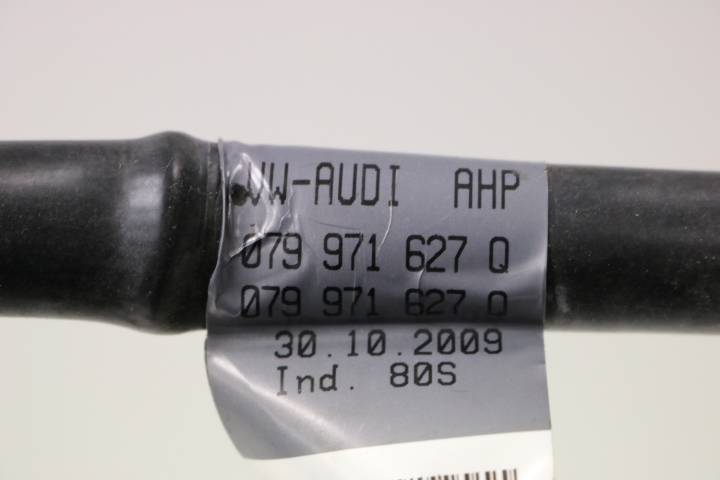 VW-AUDI AHP
079 971 627 Q
079 971 627 Q
30.10.2009
Ind. 80S